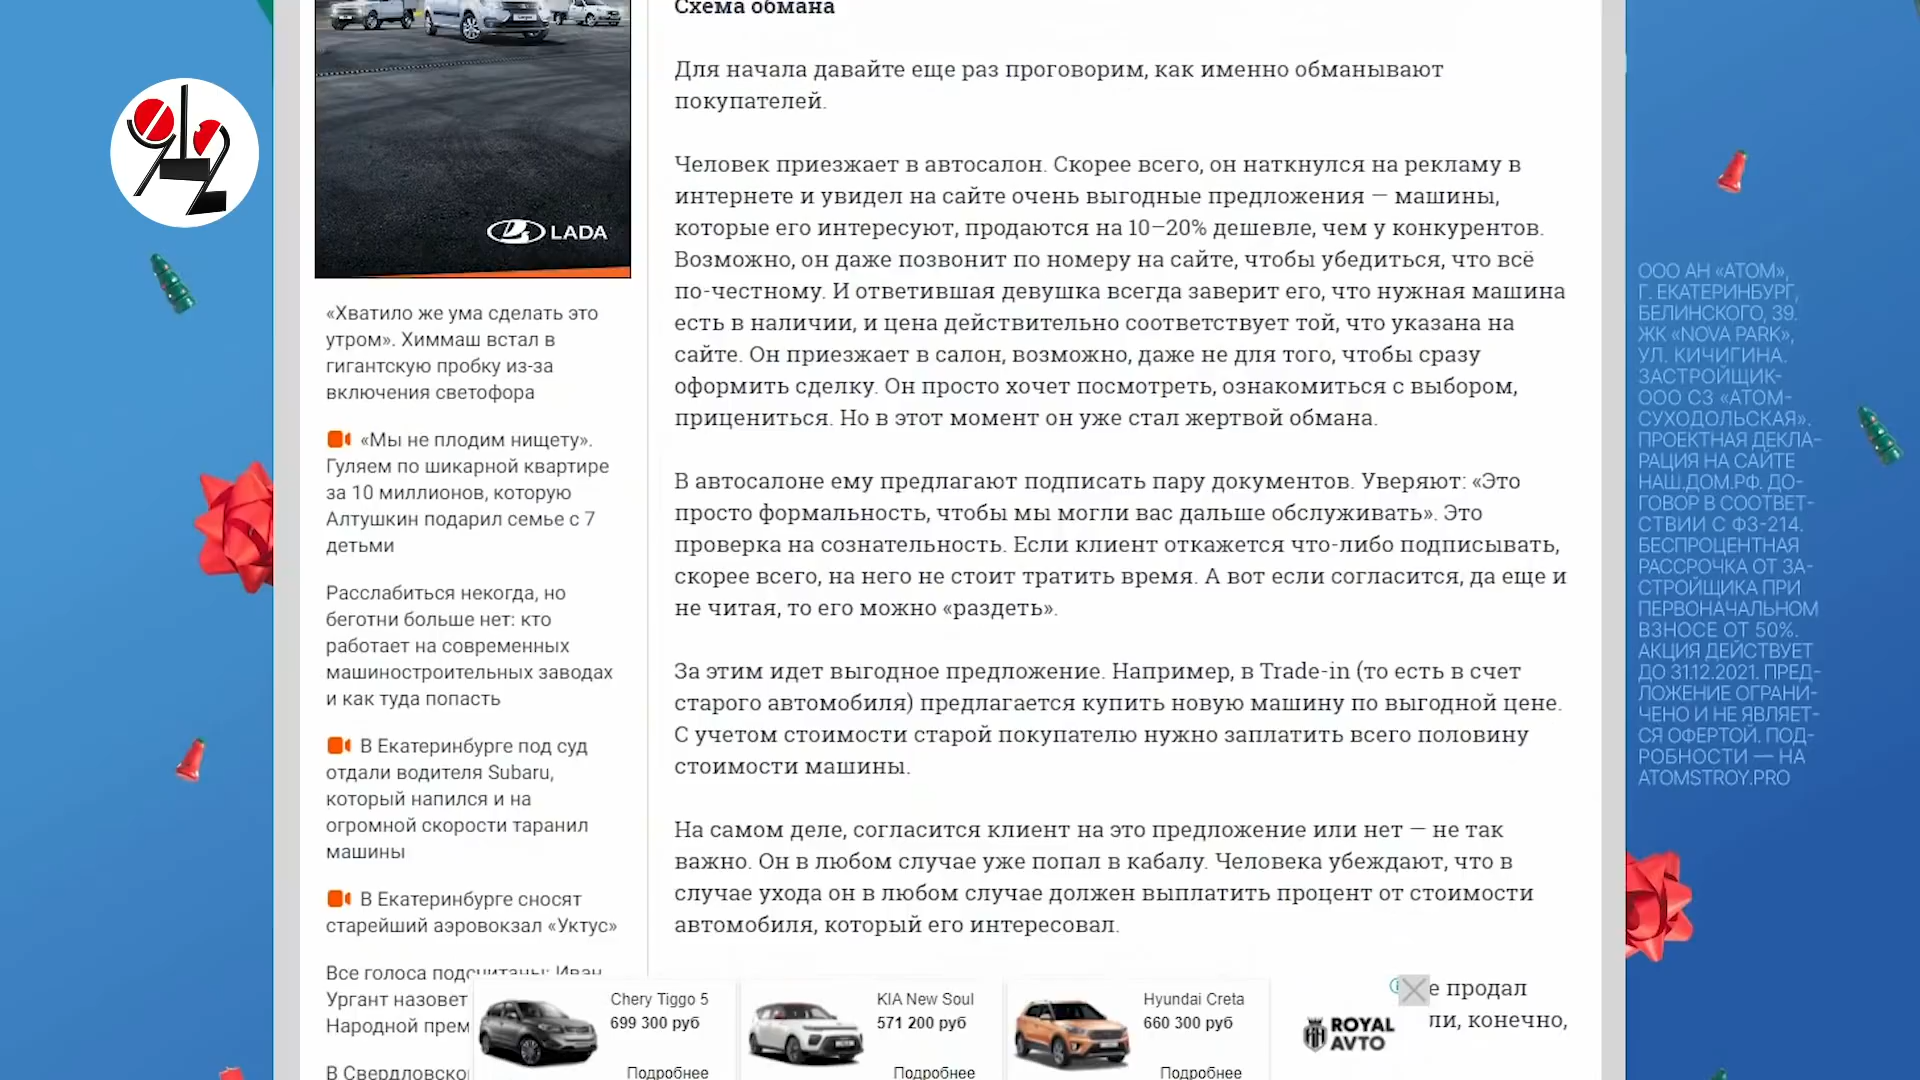 Схема обмана
Для начала давайте еще раз проговорим, как именно обманывают
покупателей.
Человек приезжает в автосалон. Скорее всего, он наткнулся на рекламу в
интернете и увидел на сайте очень выгодные предложения — машины,
которые его интересуют, продаются на 10–20% дешевле, чем у конкурентов.
Возможно, он даже позвонит по номеру на сайте, чтобы убедиться, что всё
по-честному. И ответившая девушка всегда заверит его, что нужная машина
есть в наличии, и цена действительно соответствует той, что указана на
сайте. Он приезжает в салон, возможно, даже не для того, чтобы сразу
оформить сделку. Он просто хочет посмотреть, ознакомиться с выбором,
прицениться. Но в этот момент он уже стал жертвой обмана.
В автосалоне ему предлагают подписать пару документов. Уверяют: «Это
просто формальность, чтобы мы могли вас дальше обслуживать». Это
проверка на сознательность. Если клиент откажется что-либо подписывать,
скорее всего, на него не стоит тратить время. А вот если согласится, да еще и
не читая, то его можно «раздеть».
За этим идет выгодное предложение. Например, в Trade-in (то есть в счет
старого автомобиля) предлагается купить новую машину по выгодной цене.
С учетом стоимости старой покупателю нужно заплатить всего половину
стоимости машины.
На самом деле, согласится клиент на это предложение или нет — не так
важно. Он в любом случае уже попал в кабалу. Человека убеждают, что в
случае ухода он в любом случае должен выплатить процент от стоимости
автомобиля, который его интересовал.
е продал
ли, конечно,
LADA
«Хватило же ума сделать это
утром». Химмаш встал в
гигантскую пробку из-за
включения светофора
«Мы не плодим нищету».
Гуляем по шикарной квартире
за 10 миллионов, которую
Алтушкин подарил семье с 7
детьми
Расслабиться некогда, но
беготни больше нет: кто
работает на современных
машиностроительных заводах
и как туда попасть
В Екатеринбурге под суд
отдали водителя Subaru,
который напился и на
огромной скорости таранил
машины
В Екатеринбурге сносят
старейший аэровокзал «Уктус»
Все голоса подсчитаны: Иван
Ургант назовет
Народной прем
В Свердловско
Chery Tiggo 5
699 300 руб
Подробнее
KIA New Soul
571 200 руб
Подробнее
Hyundai Creta
660 300 руб
Подробнее
ROYAL
AVTO
ООО АН «АТОМ»,
Г. ЕКАТЕРИНБУРГ,
БЕЛИНСКОГО, 39.
ЖК «NOVA PARK»,
УЛ. КИЧИГИНА.
ЗАСТРОЙЩИК-
ООО СЗ «АТОМ-
СУХОДОЛЬСКАЯ».
ПРОЕКТНАЯ ДЕКЛА-
РАЦИЯ НА САЙТЕ
НАШ.ДОМ.РФ. ДО-
ГОВОР В СООТВЕТ-
СТВИИ С ФЗ-214.
БЕСПРОЦЕНТНАЯ
РАССРОЧКА ОТ ЗА-
СТРОЙЩИКА ПРИ
ПЕРВОНАЧАЛЬНОМ
ВЗНОСЕ ОТ 50%.
АКЦИЯ ДЕЙСТВУЕТ
ДО 31.12.2021. ПРЕД-
ЛОЖЕНИЕ ОГРАНИ-
ЧЕНО И НЕ ЯВЛЯЕТ-
СЯ ОФЕРТОЙ. ПОД-
РОБНОСТИ — НА
ATOMSTROY.PRO